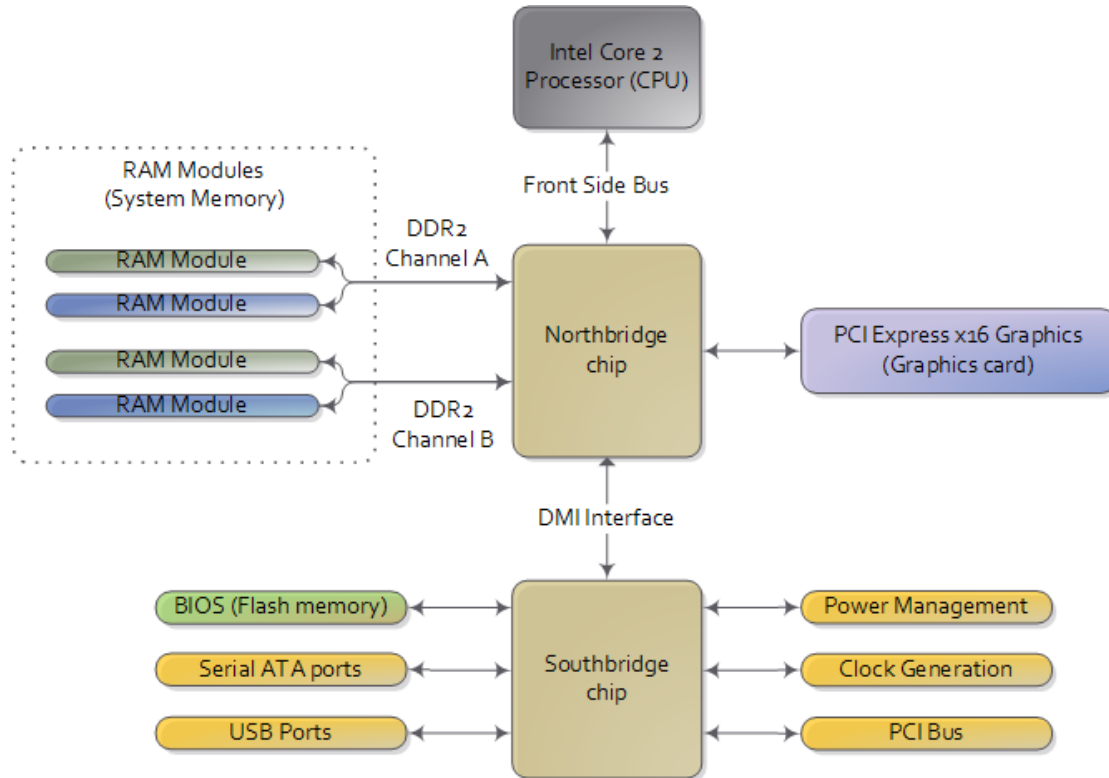 Intel Core 2
Processor (CPU)
Front Side Bus
RAM Modules
(System Memory)
DDR2
Channel A
RAM Module
RAM Module
RAM Module
RAM Module
DDR2
Channel B
Northbridge
chip
PCI Express x16 Graphics
(Graphics card)
DMI Interface
BIOS (Flash memory)
Serial ATA ports
USB Ports
Southbridge
chip
Power Management
Clock Generation
PCI Bus